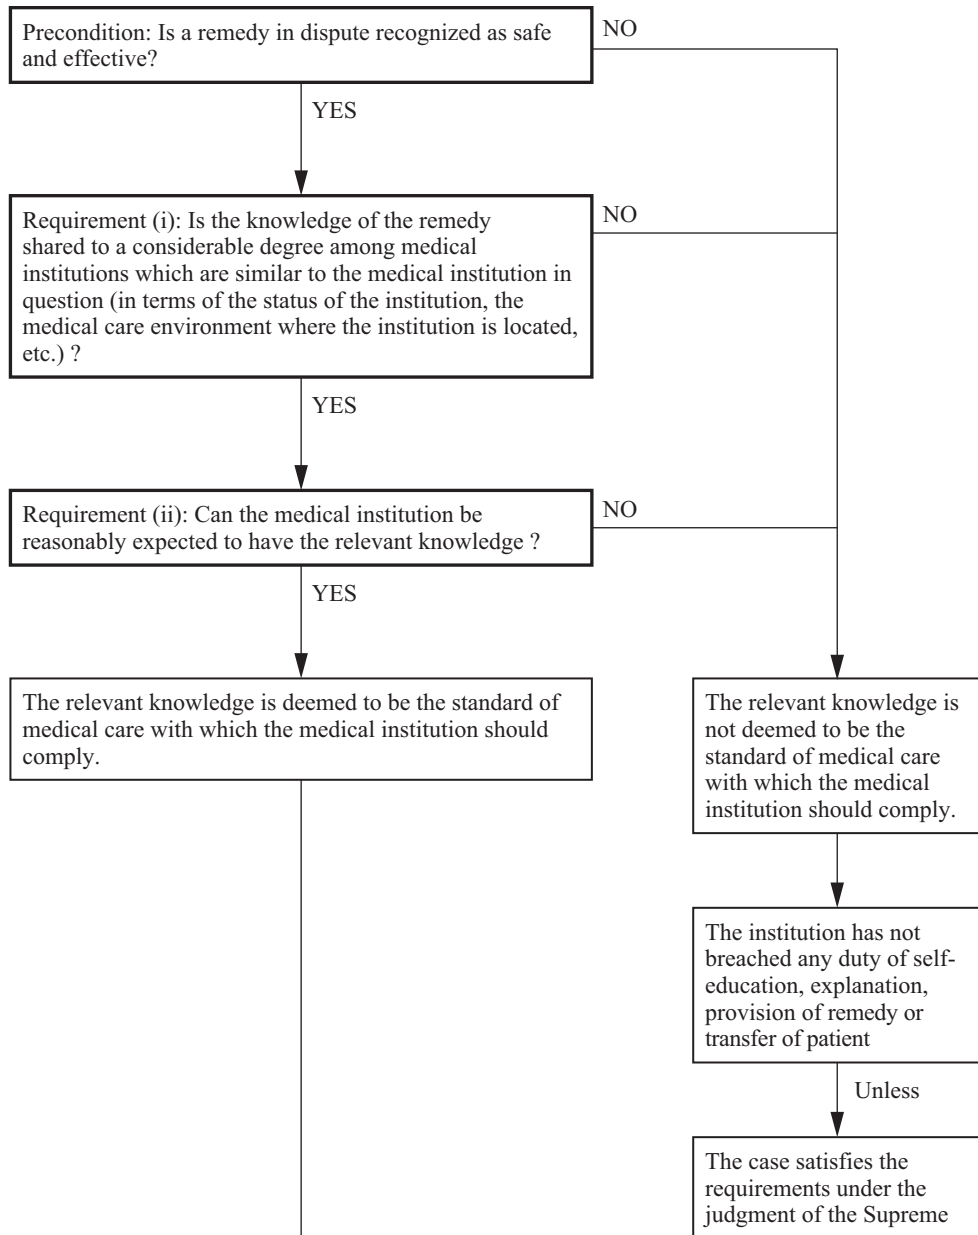 Precondition: Is a remedy in dispute recognized as safe
and effective?
NO
YES
Requirement (i): Is the knowledge of the remedy
shared to a considerable degree among medical
institutions which are similar to the medical institution in
question (in terms of the status of the institution, the
medical care environment where the institution is located,
etc.) ?
NO
YES
Requirement (ii): Can the medical institution be
reasonably expected to have the relevant knowledge ?
NO
YES
The relevant knowledge is deemed to be the standard of
medical care with which the medical institution should
comply.
The relevant knowledge is
not deemed to be the
standard of medical care
with which the medical
institution should comply.
The institution has not
breached any duty of self-
education, explanation,
provision of remedy or
transfer of patient
Unless
The case satisfies the
requirements under the
judgment of the Supreme